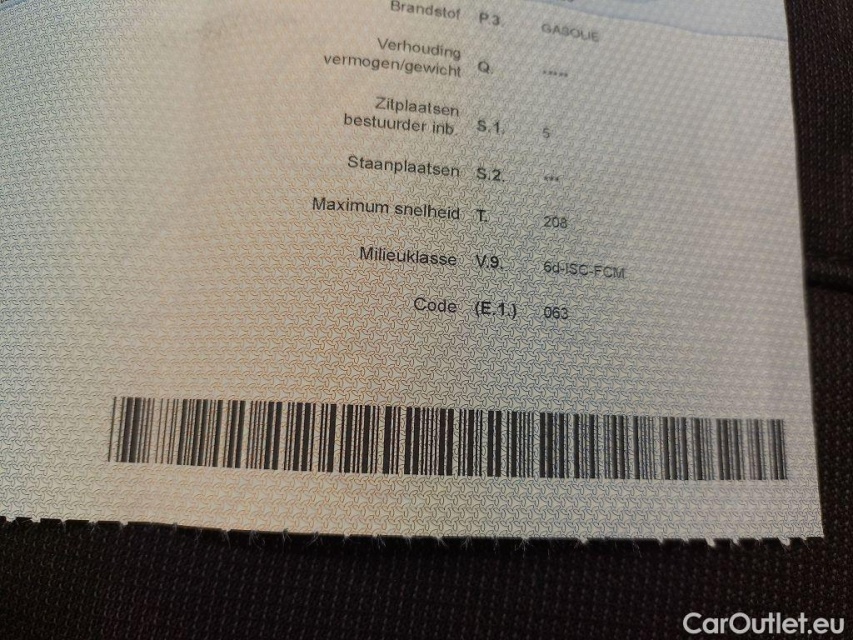 Brandstof P.3. GASOLIE
Verhouding
vermogen/gewicht Q. -----
Zitplaatsen
bestuurder inb. S.1. 5
Staanplaatsen S.2. ---
Maximum snelheid T. 208
Milieuklasse V.9. 6d-ISC-FCM
Code (E.1.) 063
CarOutlet.eu